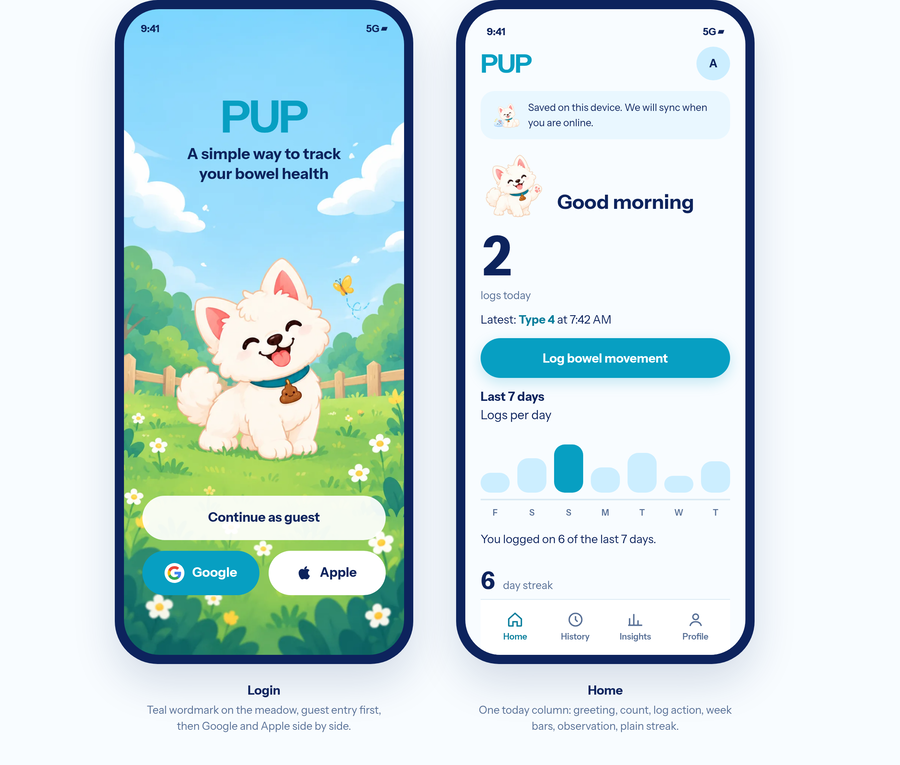 9:41
5G
PUP
A simple way to track
your bowel health
Continue as guest
Google
Apple
Login
Teal wordmark on the meadow, guest entry first,
then Google and Apple side by side.
9:41
5G
PUP
A
Saved on this device. We will sync when
you are online.
Good morning
2
logs today
Latest: Type 4 at 7:42 AM
Log bowel movement
Last 7 days
Logs per day
F S S M T W T
You logged on 6 of the last 7 days.
6 day streak
Home History Insights Profile
Home
One today column: greeting, count, log action, week
bars, observation, plain streak.